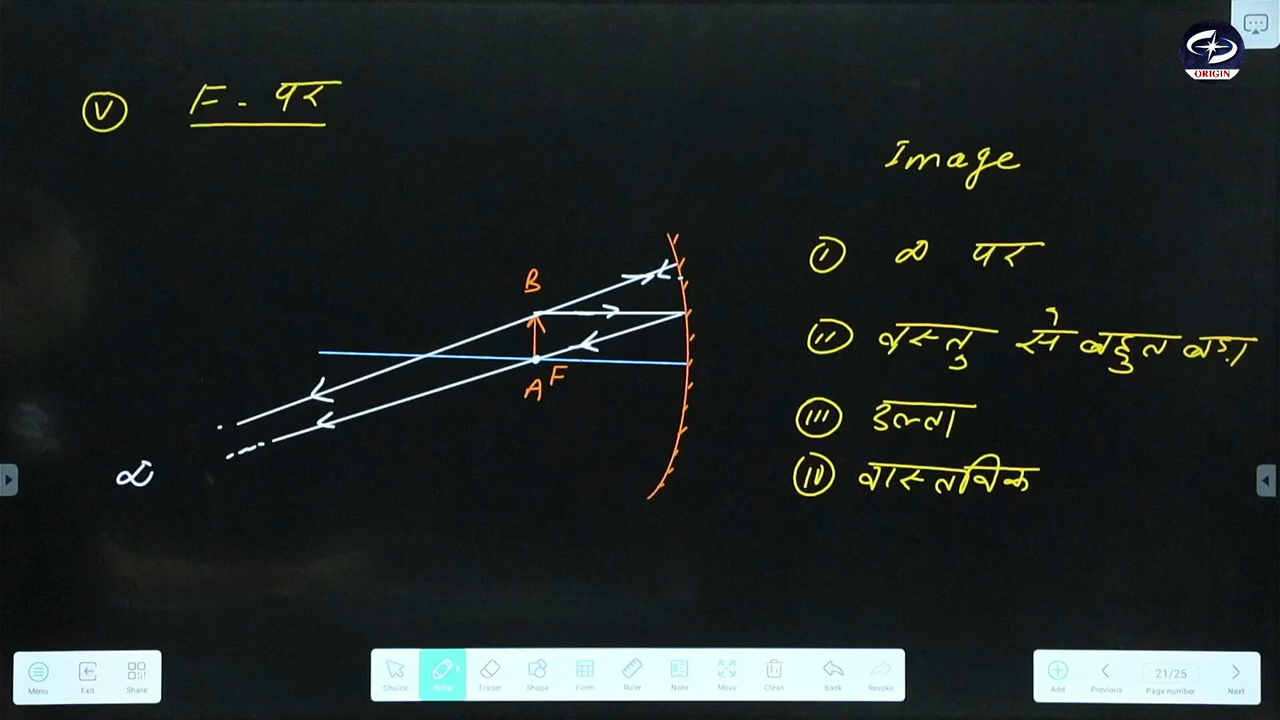 ORIGIN
V F - पर
Image
I ∞ पर
II वस्तु से बहुत बड़ा
III उल्टा
IV वास्तविक
B
A F
∞
Menu Exit Share
Choice Write Eraser Shape Form Ruler Note Move Clean back Revoke
Add Previous 21/25 Page number Next